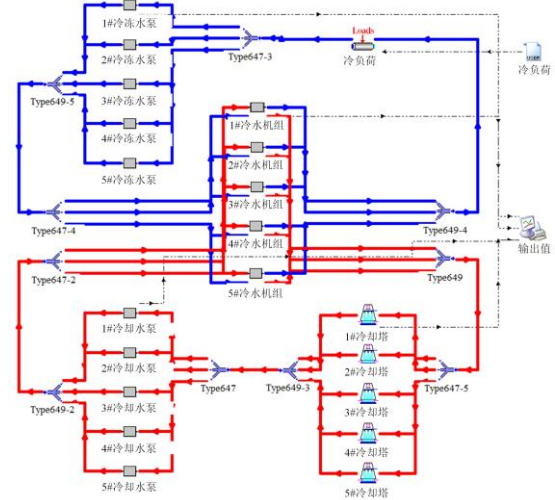 1#冷冻水泵
2#冷冻水泵
3#冷冻水泵
4#冷冻水泵
5#冷冻水泵
Type649-5
Type647-3
Loads
冷负荷
USER
冷负荷
1#冷水机组
2#冷水机组
3#冷水机组
4#冷水机组
5#冷水机组
Type647-4
Type649-4
输出值
Type647-2
Type649
1#冷却水泵
2#冷却水泵
3#冷却水泵
4#冷却水泵
5#冷却水泵
Type649-2
Type647
Type649-3
1#冷却塔
2#冷却塔
3#冷却塔
4#冷却塔
5#冷却塔
Type647-5